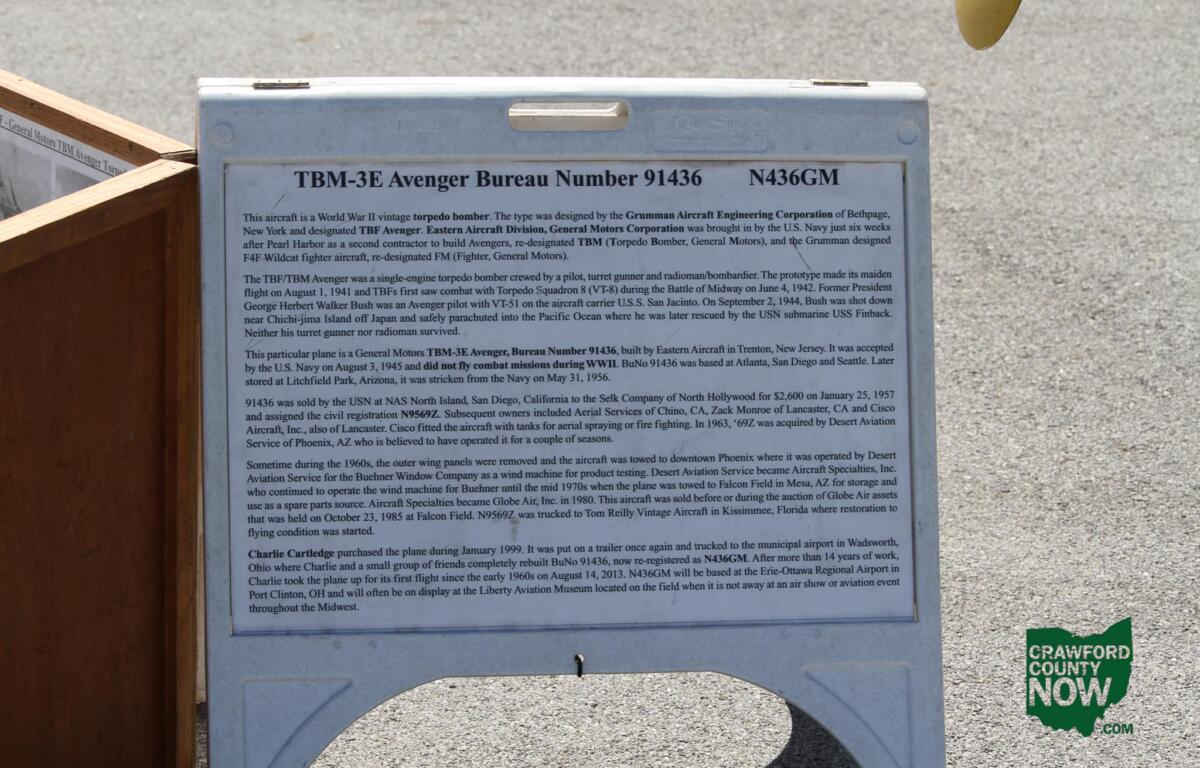 - General Motors TBM Avenger
TBM-3E Avenger Bureau Number 91436 N436GM
This aircraft is a World War II vintage torpedo bomber. The type was designed by the Grumman Aircraft Engineering Corporation of Bethpage,
New York and designated TBF Avenger. Eastern Aircraft Division, General Motors Corporation was brought in by the U.S. Navy just six weeks
after Pearl Harbor as a second contractor to build Avengers, re-designated TBM (Torpedo Bomber, General Motors), and the Grumman designed
F4F Wildcat fighter aircraft, re-designated FM (Fighter, General Motors).
The TBF/TBM Avenger was a single-engine torpedo bomber crewed by a pilot, turret gunner and radioman/bombardier. The prototype made its maiden
flight on August 1, 1941 and TBFs first saw combat with Torpedo Squadron 8 (VT-8) during the Battle of Midway on June 4, 1942. Former President
George Herbert Walker Bush was an Avenger pilot with VT-51 on the aircraft carrier U.S.S. San Jacinto. On September 2, 1944, Bush was shot down
near Chichi-jima Island off Japan and safely parachuted into the Pacific Ocean where he was later rescued by the USN submarine USS Finback.
Neither his turret gunner nor radioman survived.
This particular plane is a General Motors TBM-3E Avenger, Bureau Number 91436, built by Eastern Aircraft in Trenton, New Jersey. It was accepted
by the U.S. Navy on August 3, 1945 and did not fly combat missions during WWII. BuNo 91436 was based at Atlanta, San Diego and Seattle. Later
stored at Litchfield Park, Arizona, it was stricken from the Navy on May 31, 1956.
91436 was sold by the USN at NAS North Island, San Diego, California to the Selk Company of North Hollywood for $2,600 on January 25, 1957
and assigned the civil registration N9569Z. Subsequent owners included Aerial Services of Chino, CA, Zack Monroe of Lancaster, CA and Cisco
Aircraft, Inc., also of Lancaster. Cisco fitted the aircraft with tanks for aerial spraying or fire fighting. In 1963, '69Z was acquired by Desert Aviation
Service of Phoenix, AZ who is believed to have operated it for a couple of seasons.
Sometime during the 1960s, the outer wing panels were removed and the aircraft was towed to downtown Phoenix where it was operated by Desert
Aviation Service for the Buehner Window Company as a wind machine for product testing. Desert Aviation Service became Aircraft Specialties, Inc.
who continued to operate the wind machine for Buehner until the mid 1970s when the plane was towed to Falcon Field in Mesa, AZ for storage and
use as a spare parts source. Aircraft Specialties became Globe Air, Inc. in 1980. This aircraft was sold before or during the auction of Globe Air assets
that was held on October 23, 1985 at Falcon Field. N9569Z was trucked to Tom Reilly Vintage Aircraft in Kissimmee, Florida where restoration to
flying condition was started.
Charlie Cartledge purchased the plane during January 1999. It was put on a trailer once again and trucked to the municipal airport in Wadsworth,
Ohio where Charlie and a small group of friends completely rebuilt BuNo 91436, now re-registered as N436GM. After more than 14 years of work,
Charlie took the plane up for its first flight since the early 1960s on August 14, 2013. N436GM will be based at the Erie-Ottawa Regional Airport in
Port Clinton, OH and will often be on display at the Liberty Aviation Museum located on the field when it is not away at an air show or aviation event
throughout the Midwest.
CRAWFORD
COUNTY
NOW
.COM